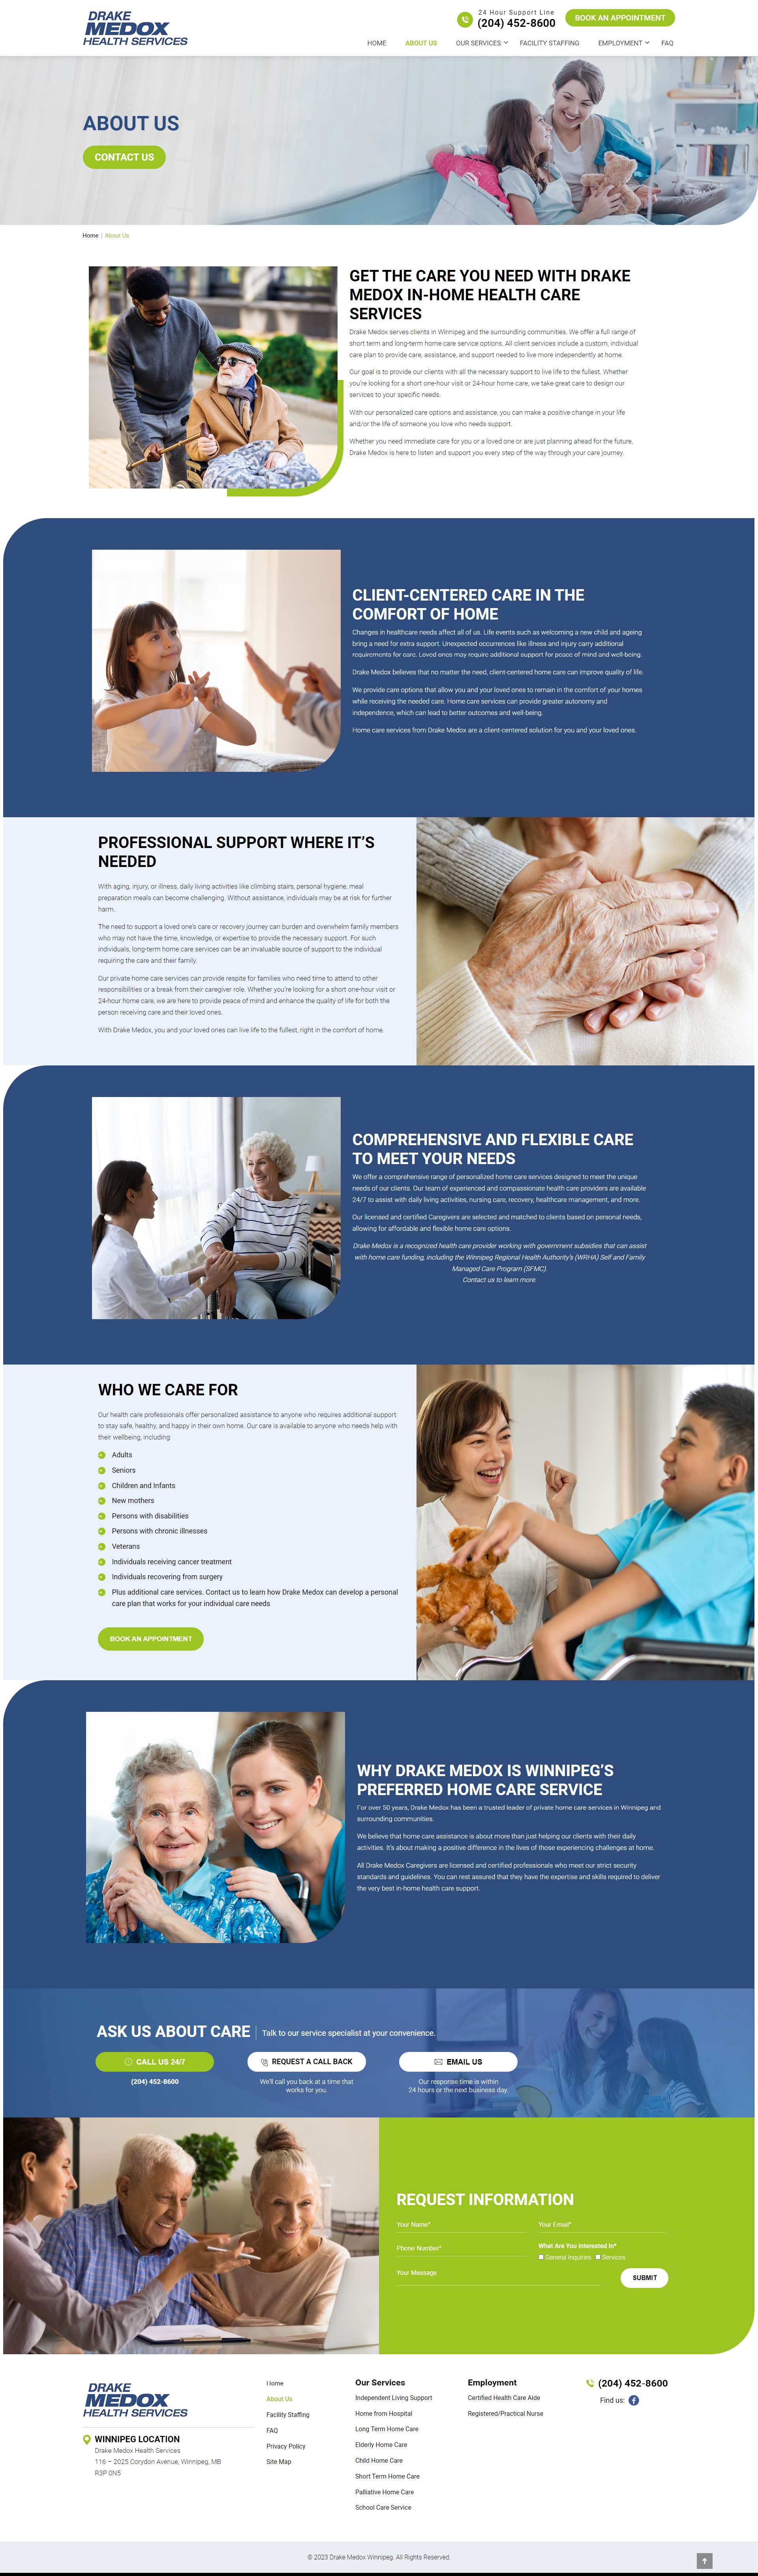 DRAKE
MEDOX
HEALTH SERVICES
24 Hour Support Line
(204) 452-8600
BOOK AN APPOINTMENT
HOME ABOUT US OUR SERVICES FACILITY STAFFING EMPLOYMENT FAQ
ABOUT US
CONTACT US
Home | About Us
GET THE CARE YOU NEED WITH DRAKE
MEDOX IN-HOME HEALTH CARE
SERVICES
Drake Medox serves clients in Winnipeg and the surrounding communities. We offer a full range of
short term and long-term home care service options. All client services include a custom, individual
care plan to provide care, assistance, and support needed to live more independently at home.
Our goal is to provide our clients with all the necessary support to live life to the fullest. Whether
you're looking for a short one-hour visit or 24-hour home care, we take great care to design our
services to your specific needs.
With our personalized care options and assistance, you can make a positive change in your life
and/or the life of someone you love who needs support.
Whether you need immediate care for you or a loved one or are just planning ahead for the future,
Drake Medox is here to listen and support you every step of the way through your care journey.
CLIENT-CENTERED CARE IN THE
COMFORT OF HOME
Changes in healthcare needs affect all of us. Life events such as welcoming a new child and ageing
bring a need for extra support. Unexpected occurrences like illness and injury carry additional
requirements for care. Loved ones may require additional support for peace of mind and well-being.
Drake Medox believes that no matter the need, client-centered home care can improve quality of life.
We provide care options that allow you and your loved ones to remain in the comfort of your homes
while receiving the needed care. Home care services can provide greater autonomy and
independence, which can lead to better outcomes and well-being.
Home care services from Drake Medox are a client-centered solution for you and your loved ones.
PROFESSIONAL SUPPORT WHERE IT'S
NEEDED
With aging, injury, or illness, daily living activities like climbing stairs, personal hygiene, meal
preparation meals can become challenging. Without assistance, individuals may be at risk for further
harm.
The need to support a loved one's care or recovery journey can burden and overwhelm family members
who may not have the time, knowledge, or expertise to provide the necessary support. For such
individuals, long-term home care services can be an invaluable source of support to the individual
requiring the care and their family.
Our private home care services can provide respite for families who need time to attend to other
responsibilities or a break from their caregiver role. Whether you're looking for a short one-hour visit or
24-hour home care, we are here to provide peace of mind and enhance the quality of life for both the
person receiving care and their loved ones.
With Drake Medox, you and your loved ones can live life to the fullest, right in the comfort of home.
COMPREHENSIVE AND FLEXIBLE CARE
TO MEET YOUR NEEDS
We offer a comprehensive range of personalized home care services designed to meet the unique
needs of our clients. Our team of experienced and compassionate health care providers are available
24/7 to assist with daily living activities, nursing care, recovery, healthcare management, and more.
Our licensed and certified Caregivers are selected and matched to clients based on personal needs,
allowing for affordable and flexible home care options.
Drake Medox is a recognized health care provider working with government subsidies that can assist
with home care funding, including the Winnipeg Regional Health Authority's (WRHA) Self and Family
Managed Care Program (SFMC).
Contact us to learn more.
WHO WE CARE FOR
Our health care professionals offer personalized assistance to anyone who requires additional support
to stay safe, healthy, and happy in their own home. Our care is available to anyone who needs help with
their wellbeing, including:
Adults
Seniors
Children and Infants
New mothers
Persons with disabilities
Persons with chronic illnesses
Veterans
Individuals receiving cancer treatment
Individuals recovering from surgery
Plus additional care services. Contact us to learn how Drake Medox can develop a personal
care plan that works for your individual care needs
BOOK AN APPOINTMENT
WHY DRAKE MEDOX IS WINNIPEG'S
PREFERRED HOME CARE SERVICE
For over 50 years, Drake Medox has been a trusted leader of private home care services in Winnipeg and
surrounding communities.
We believe that home care assistance is about more than just helping our clients with their daily
activities. It's about making a positive difference in the lives of those experiencing challenges at home.
All Drake Medox Caregivers are licensed and certified professionals who meet our strict security
standards and guidelines. You can rest assured that they have the expertise and skills required to deliver
the very best in-home health care support.
ASK US ABOUT CARE | Talk to our service specialist at your convenience.
CALL US 24/7
(204) 452-8600
REQUEST A CALL BACK
We'll call you back at a time that
works for you.
EMAIL US
Our response time is within
24 hours or the next business day.
REQUEST INFORMATION
Your Name* Your Email*
Phone Number* What Are You Interested In*
General Inquiries Services
Your Message
SUBMIT
DRAKE
MEDOX
HEALTH SERVICES
WINNIPEG LOCATION
Drake Medox Health Services
116 – 2025 Corydon Avenue, Winnipeg, MB
R3P 0N5
Home
About Us
Facility Staffing
FAQ
Privacy Policy
Site Map
Our Services
Independent Living Support
Home from Hospital
Long Term Home Care
Elderly Home Care
Child Home Care
Short Term Home Care
Palliative Home Care
School Care Service
Employment
Certified Health Care Aide
Registered/Practical Nurse
(204) 452-8600
Find us:
© 2023 Drake Medox Winnipeg. All Rights Reserved.